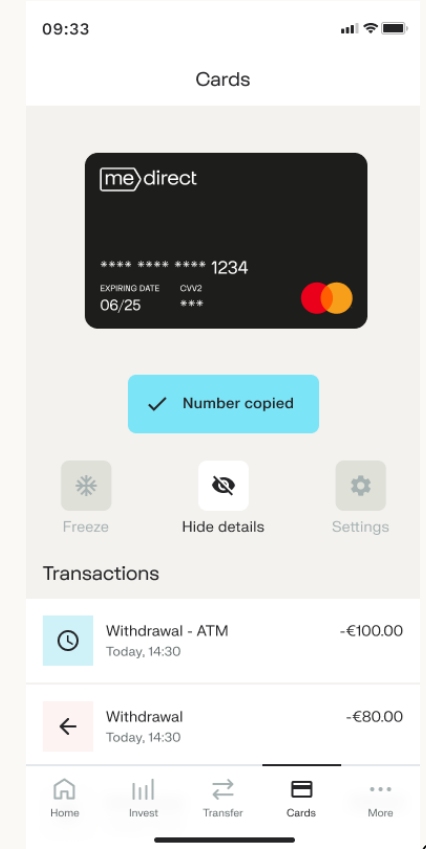 09:33
Cards
me direct
**** **** **** 1234
EXPIRING DATE CVV2
06/25 ***
Number copied
Freeze Hide details Settings
Transactions
Withdrawal - ATM -€100.00
Today, 14:30
Withdrawal -€80.00
Today, 14:30
Home Invest Transfer Cards More